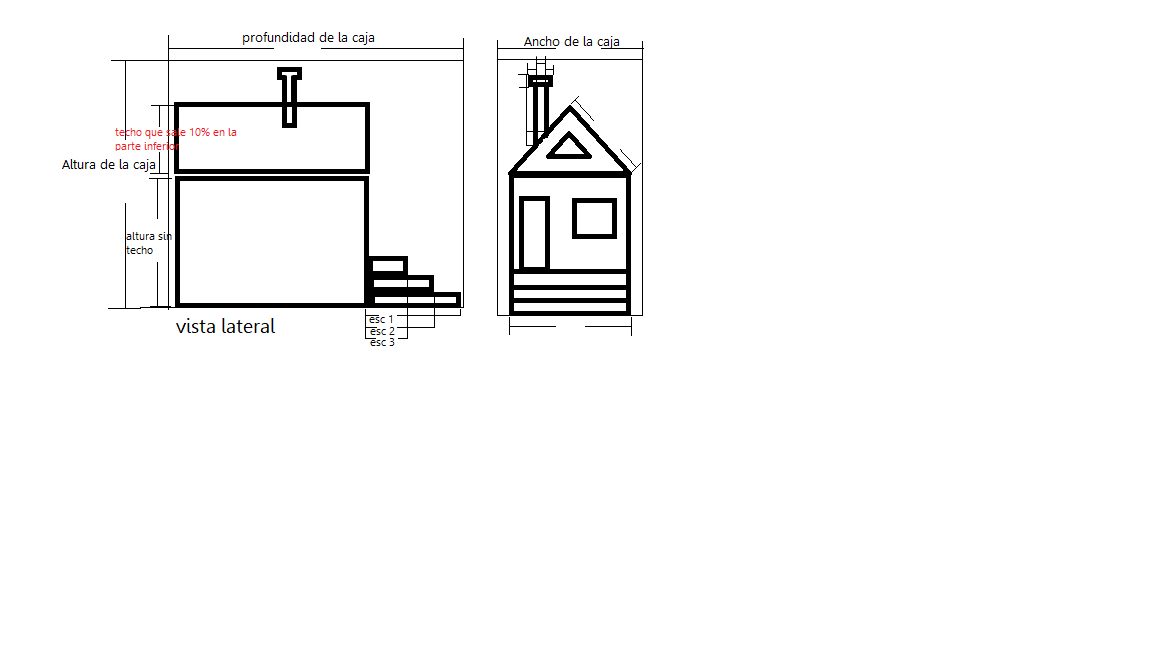 profundidad de la caja
Ancho de la caja
techo que sale 10% en la
parte inferior
Altura de la caja
altura sin
techo
vista lateral
esc 1
esc 2
esc 3